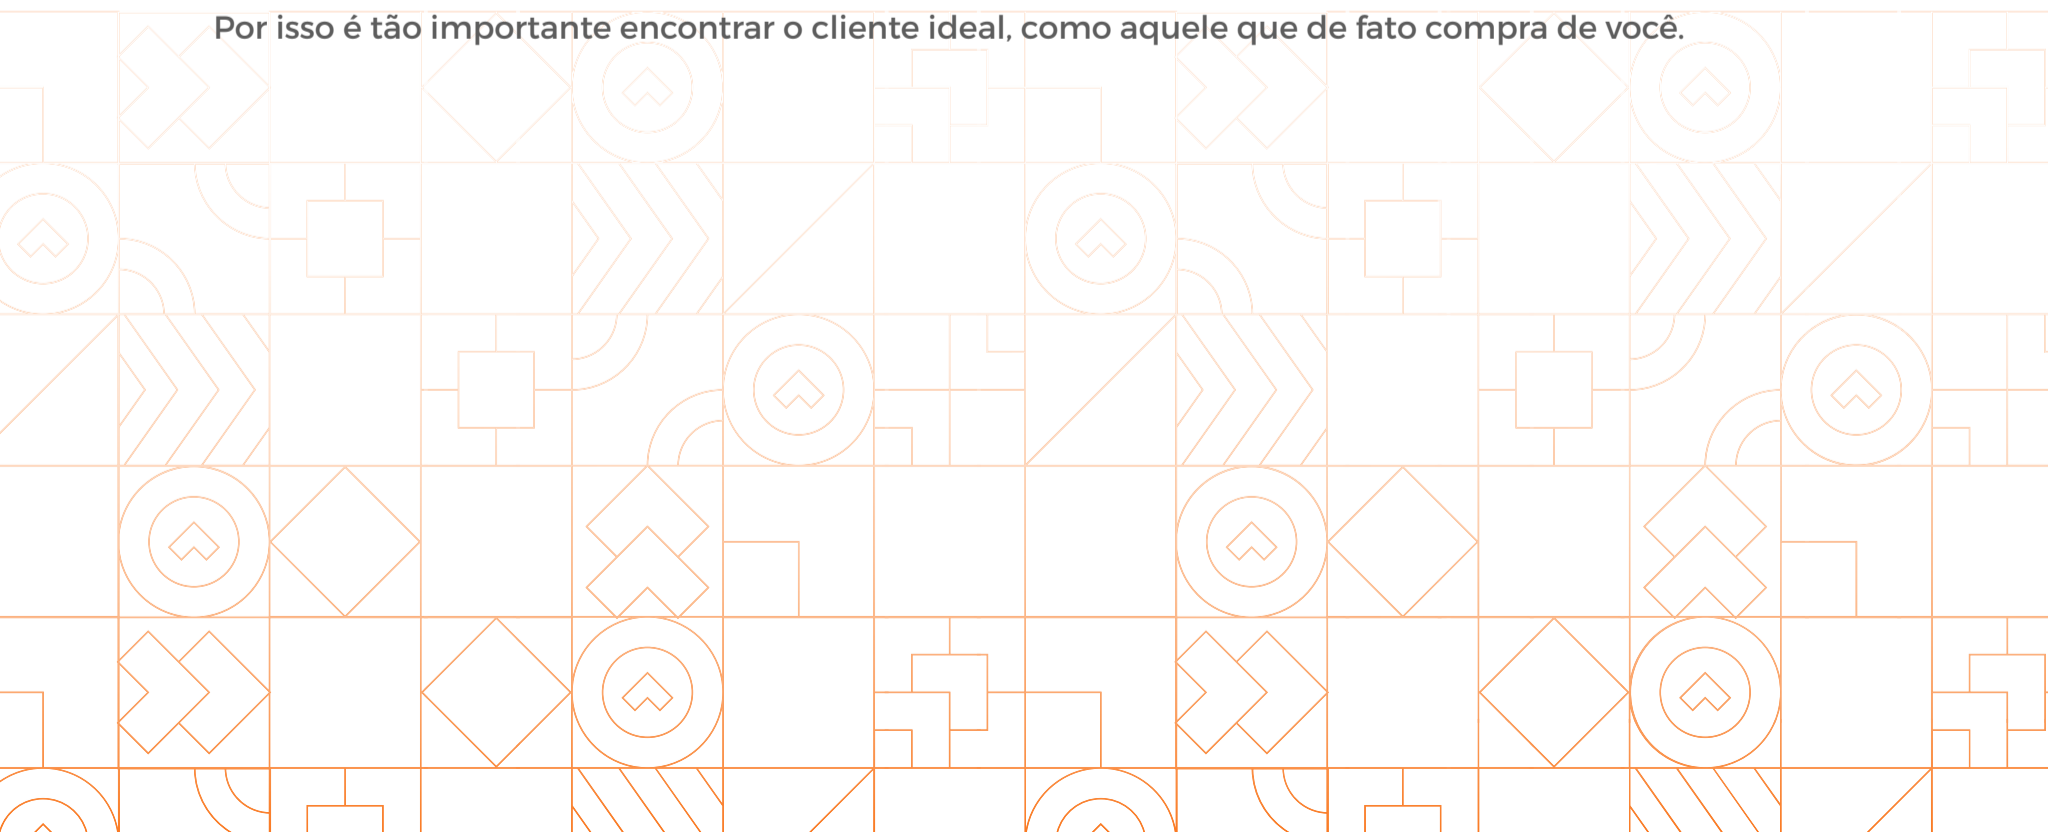 Por isso é tão importante encontrar o cliente ideal, como aquele que de fato compra de você.